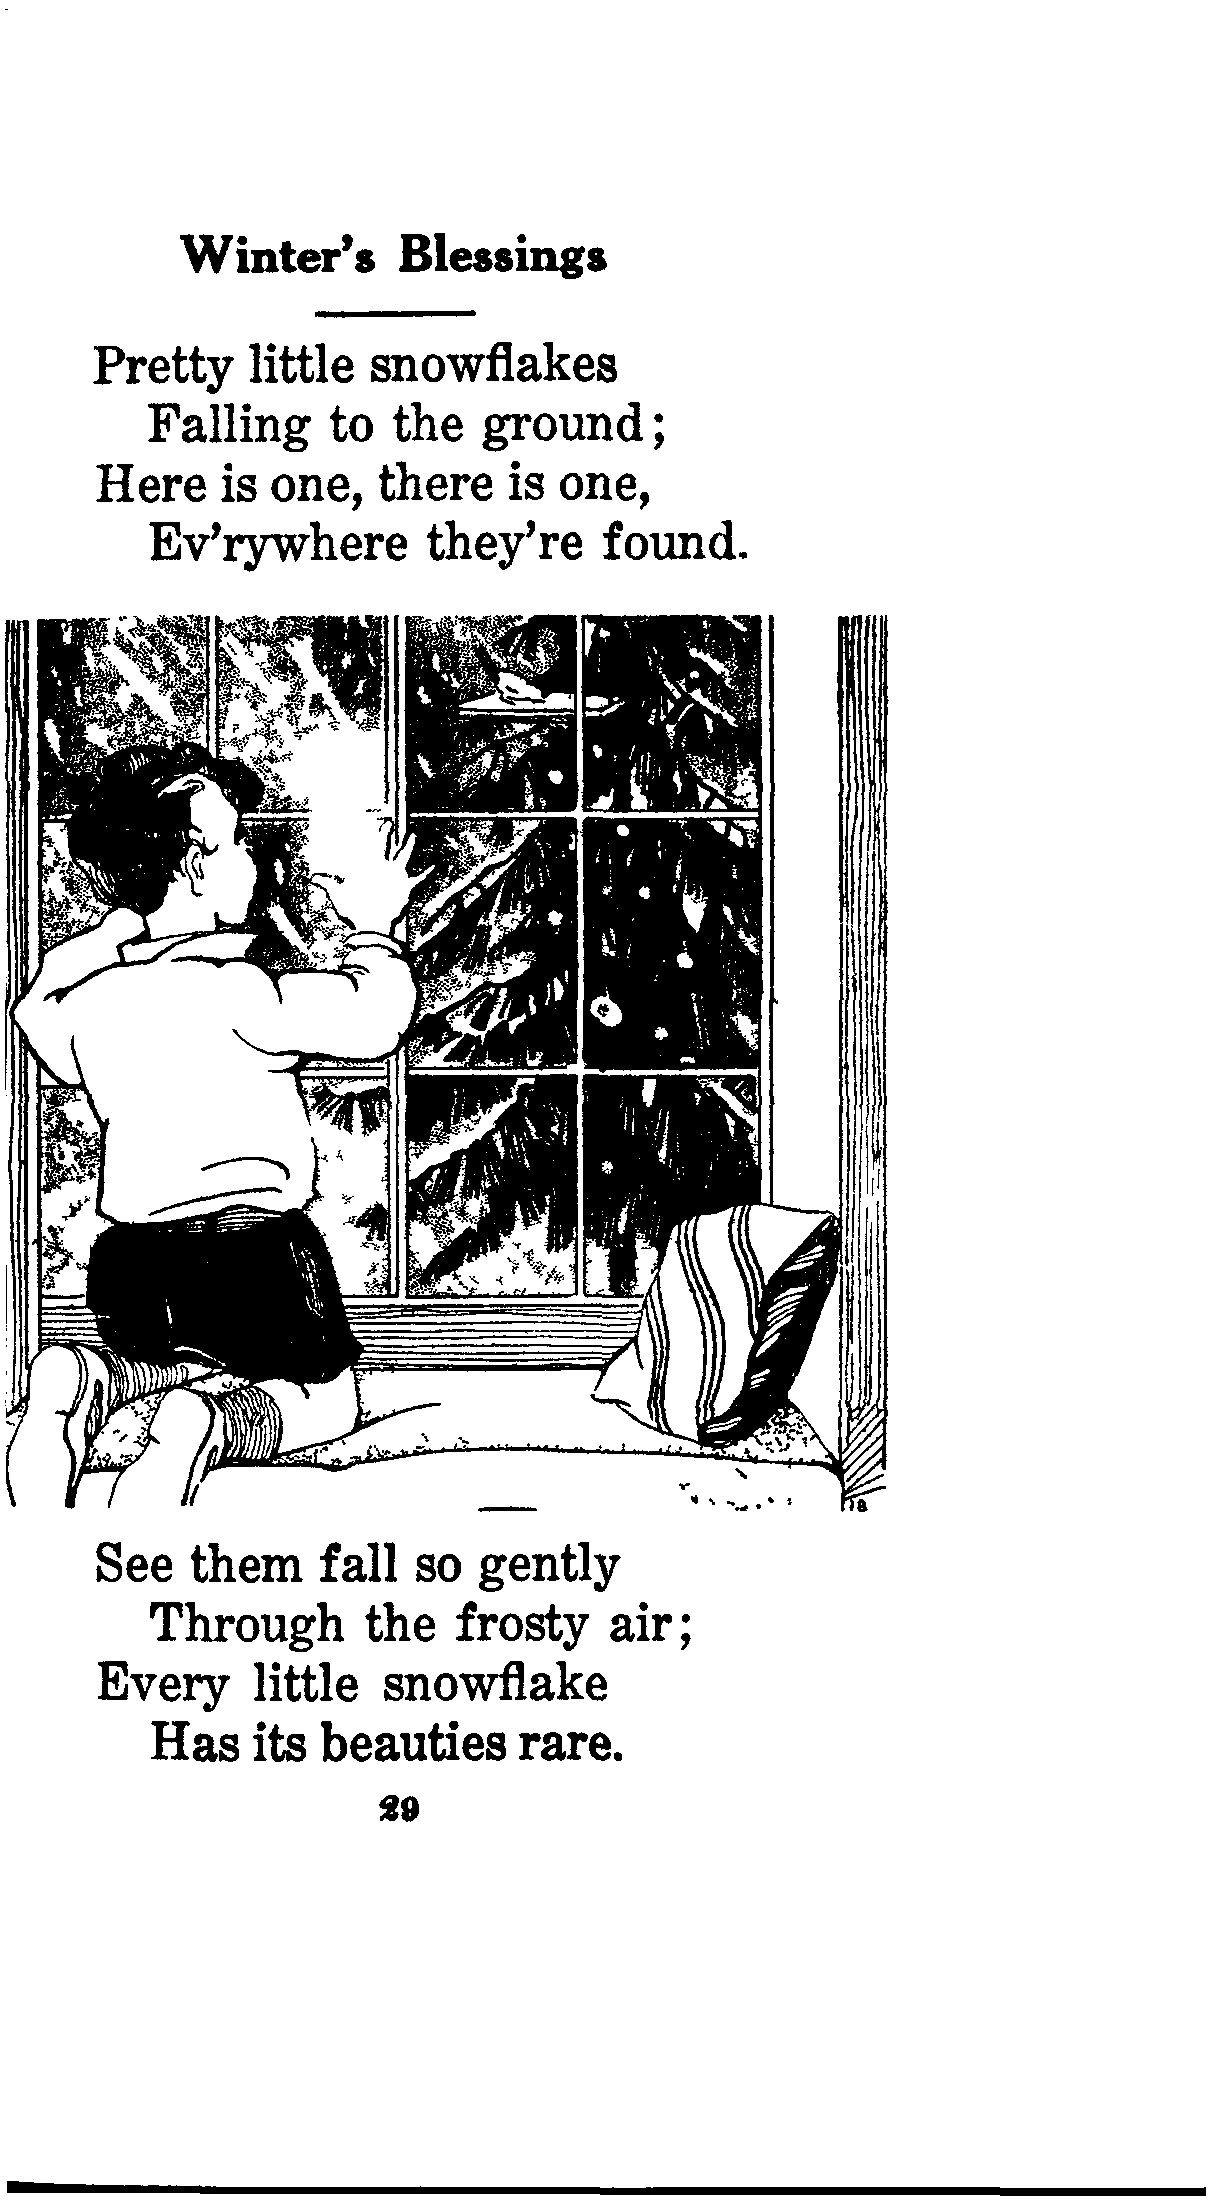 Winter's Blessings
Pretty little snowflakes
Falling to the ground;
Here is one, there is one,
Ev'rywhere they're found.
See them fall so gently
Through the frosty air;
Every little snowflake
Has its beauties rare.
29